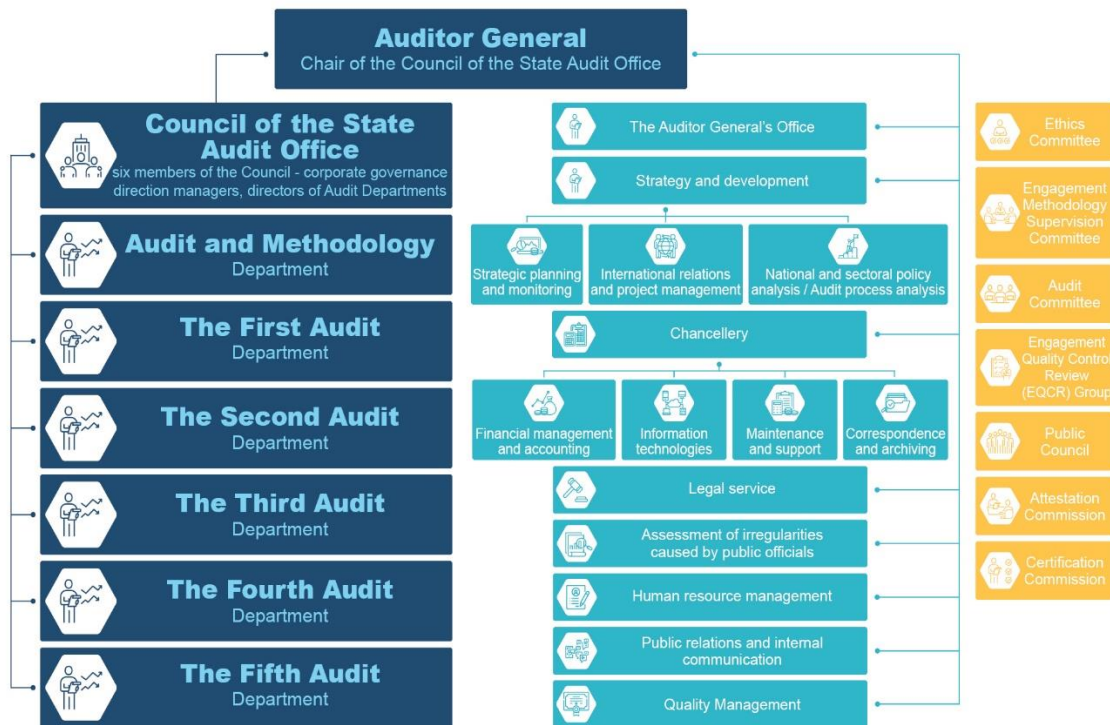 Auditor General
Chair of the Council of the State Audit Office
Council of the State
Audit Office
six members of the Council - corporate governance
direction managers, directors of Audit Departments
Audit and Methodology
Department
The First Audit
Department
The Second Audit
Department
The Third Audit
Department
The Fourth Audit
Department
The Fifth Audit
Department
The Auditor General's Office
Strategy and development
Strategic planning
and monitoring
International relations
and project management
National and sectoral policy
analysis / Audit process analysis
Chancellery
Financial management
and accounting
Information
technologies
Maintenance
and support
Correspondence
and archiving
Legal service
Assessment of irregularities
caused by public officials
Human resource management
Public relations and internal
communication
Quality Management
Ethics
Committee
Engagement
Methodology
Supervision
Committee
Audit
Committee
Engagement
Quality Control
Review
(EQCR) Group
Public
Council
Attestation
Commission
Certification
Commission